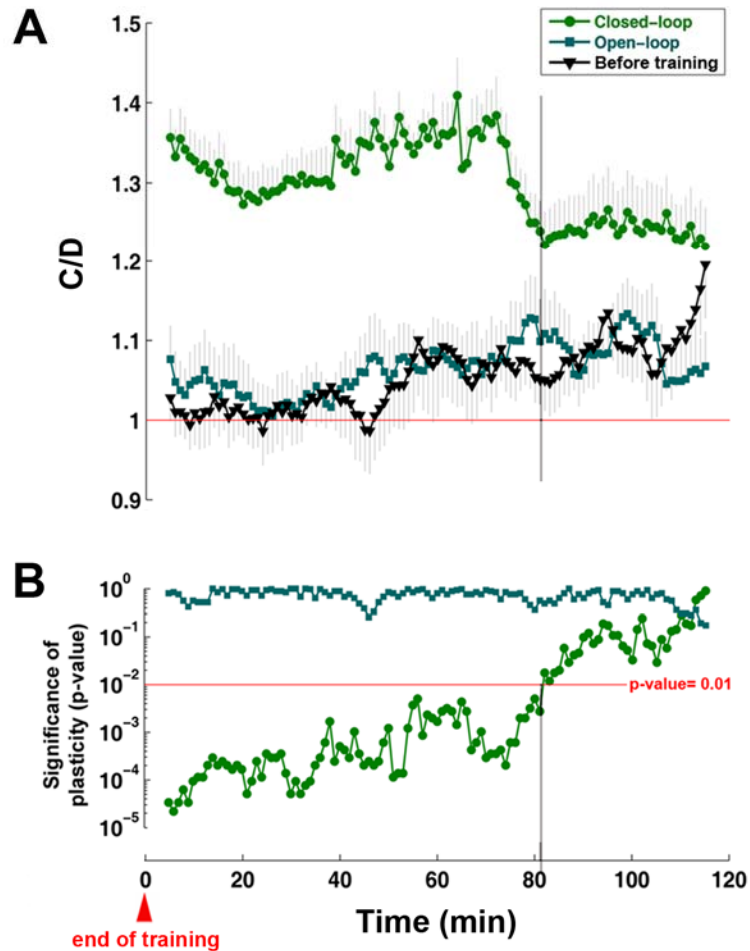 A
Closed-loop
Open-loop
Before training
1.5
1.4
1.3
1.2
1.1
1
0.9
C/D
B
10^0
10^-1
10^-2
10^-3
10^-4
10^-5
Significance of
plasticity (p-value)
p-value= 0.01
0
20
40
60
80
100
120
Time (min)
end of training